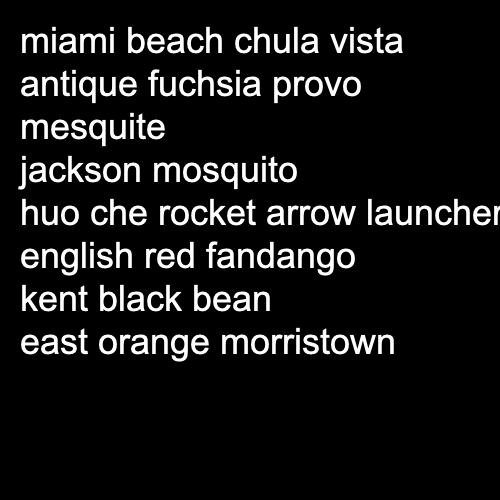 miami beach chula vista
antique fuchsia provo
mesquite
jackson mosquito
huo che rocket arrow launcher
english red fandango
kent black bean
east orange morristown